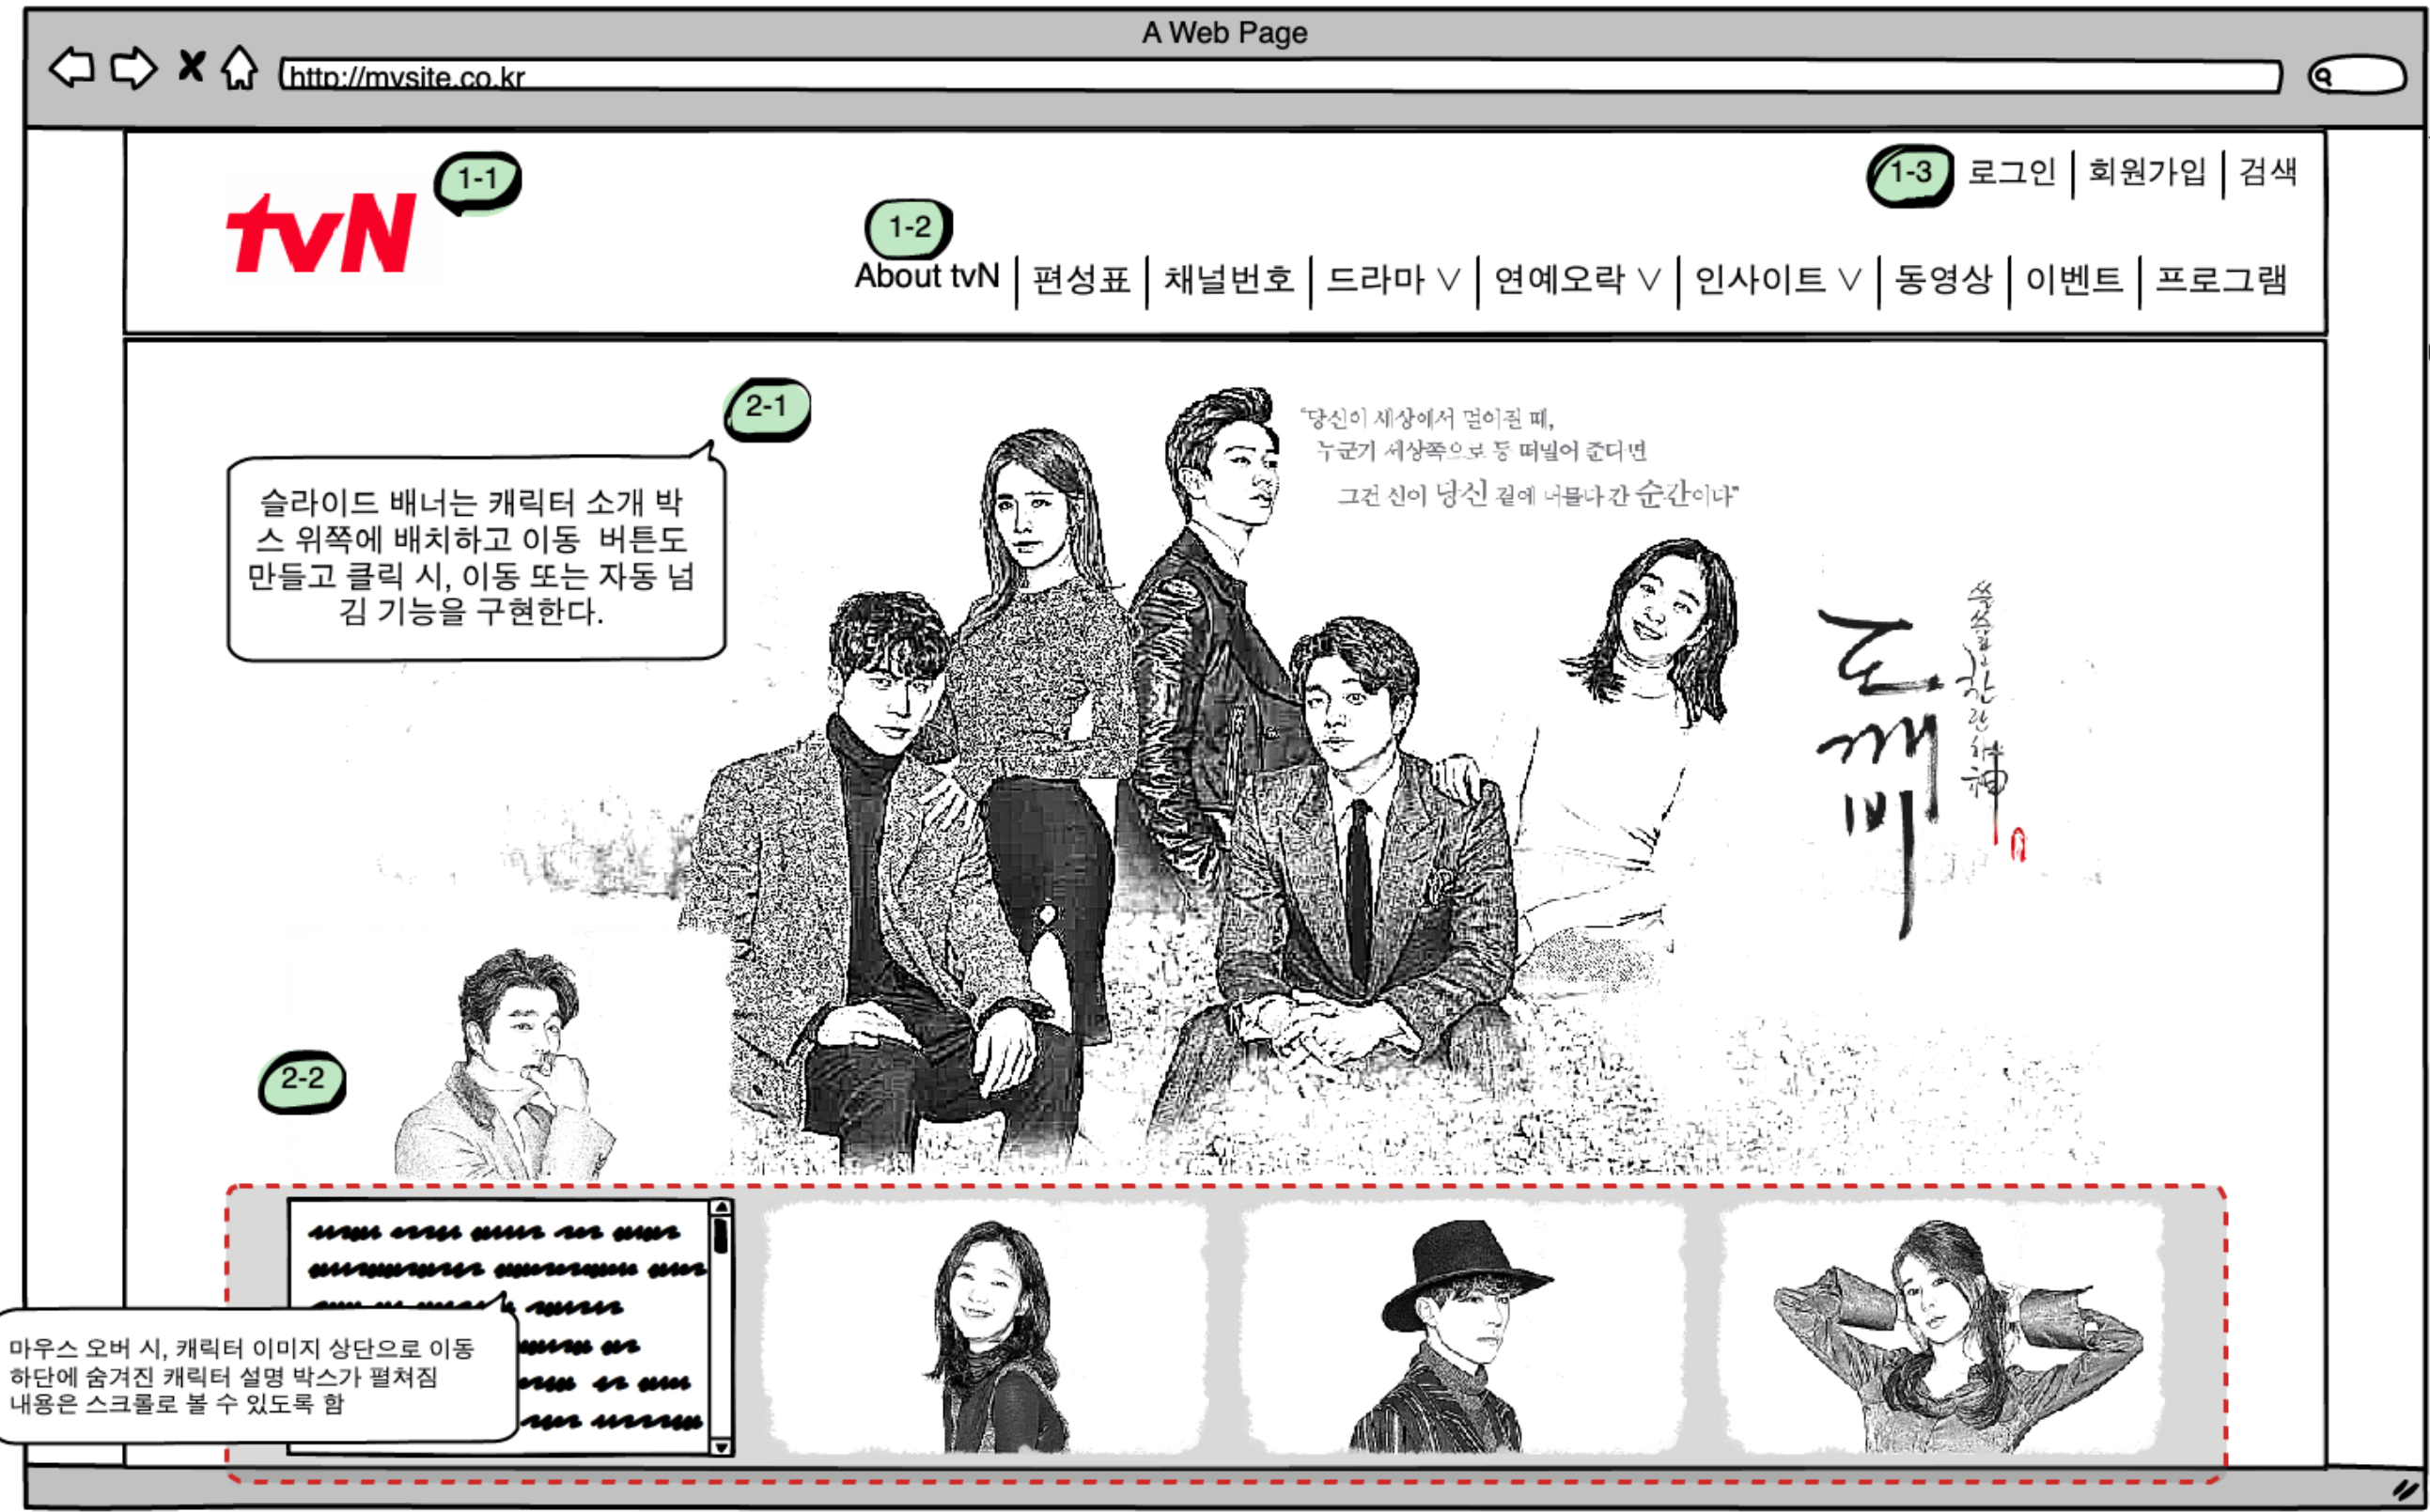 A Web Page
http://mysite.co.kr
tvN
1-1
1-3
로그인 | 회원가입 | 검색
1-2
About tvN | 편성표 | 채널번호 | 드라마 ∨ | 연예오락 ∨ | 인사이트 ∨ | 동영상 | 이벤트 | 프로그램
2-1
슬라이드 배너는 캐릭터 소개 박
스 위쪽에 배치하고 이동 버튼도
만들고 클릭 시, 이동 또는 자동 넘
김 기능을 구현한다.
"당신이 세상에서 멀어질 때,
누군가 세상쪽으로 등 떠밀어 준다면
그건 신이 당신 곁에 머물다 간 순간이다"
도깨비
쓸쓸하고 찬란하神
2-2
마우스 오버 시, 캐릭터 이미지 상단으로 이동
하단에 숨겨진 캐릭터 설명 박스가 펼쳐짐
내용은 스크롤로 볼 수 있도록 함